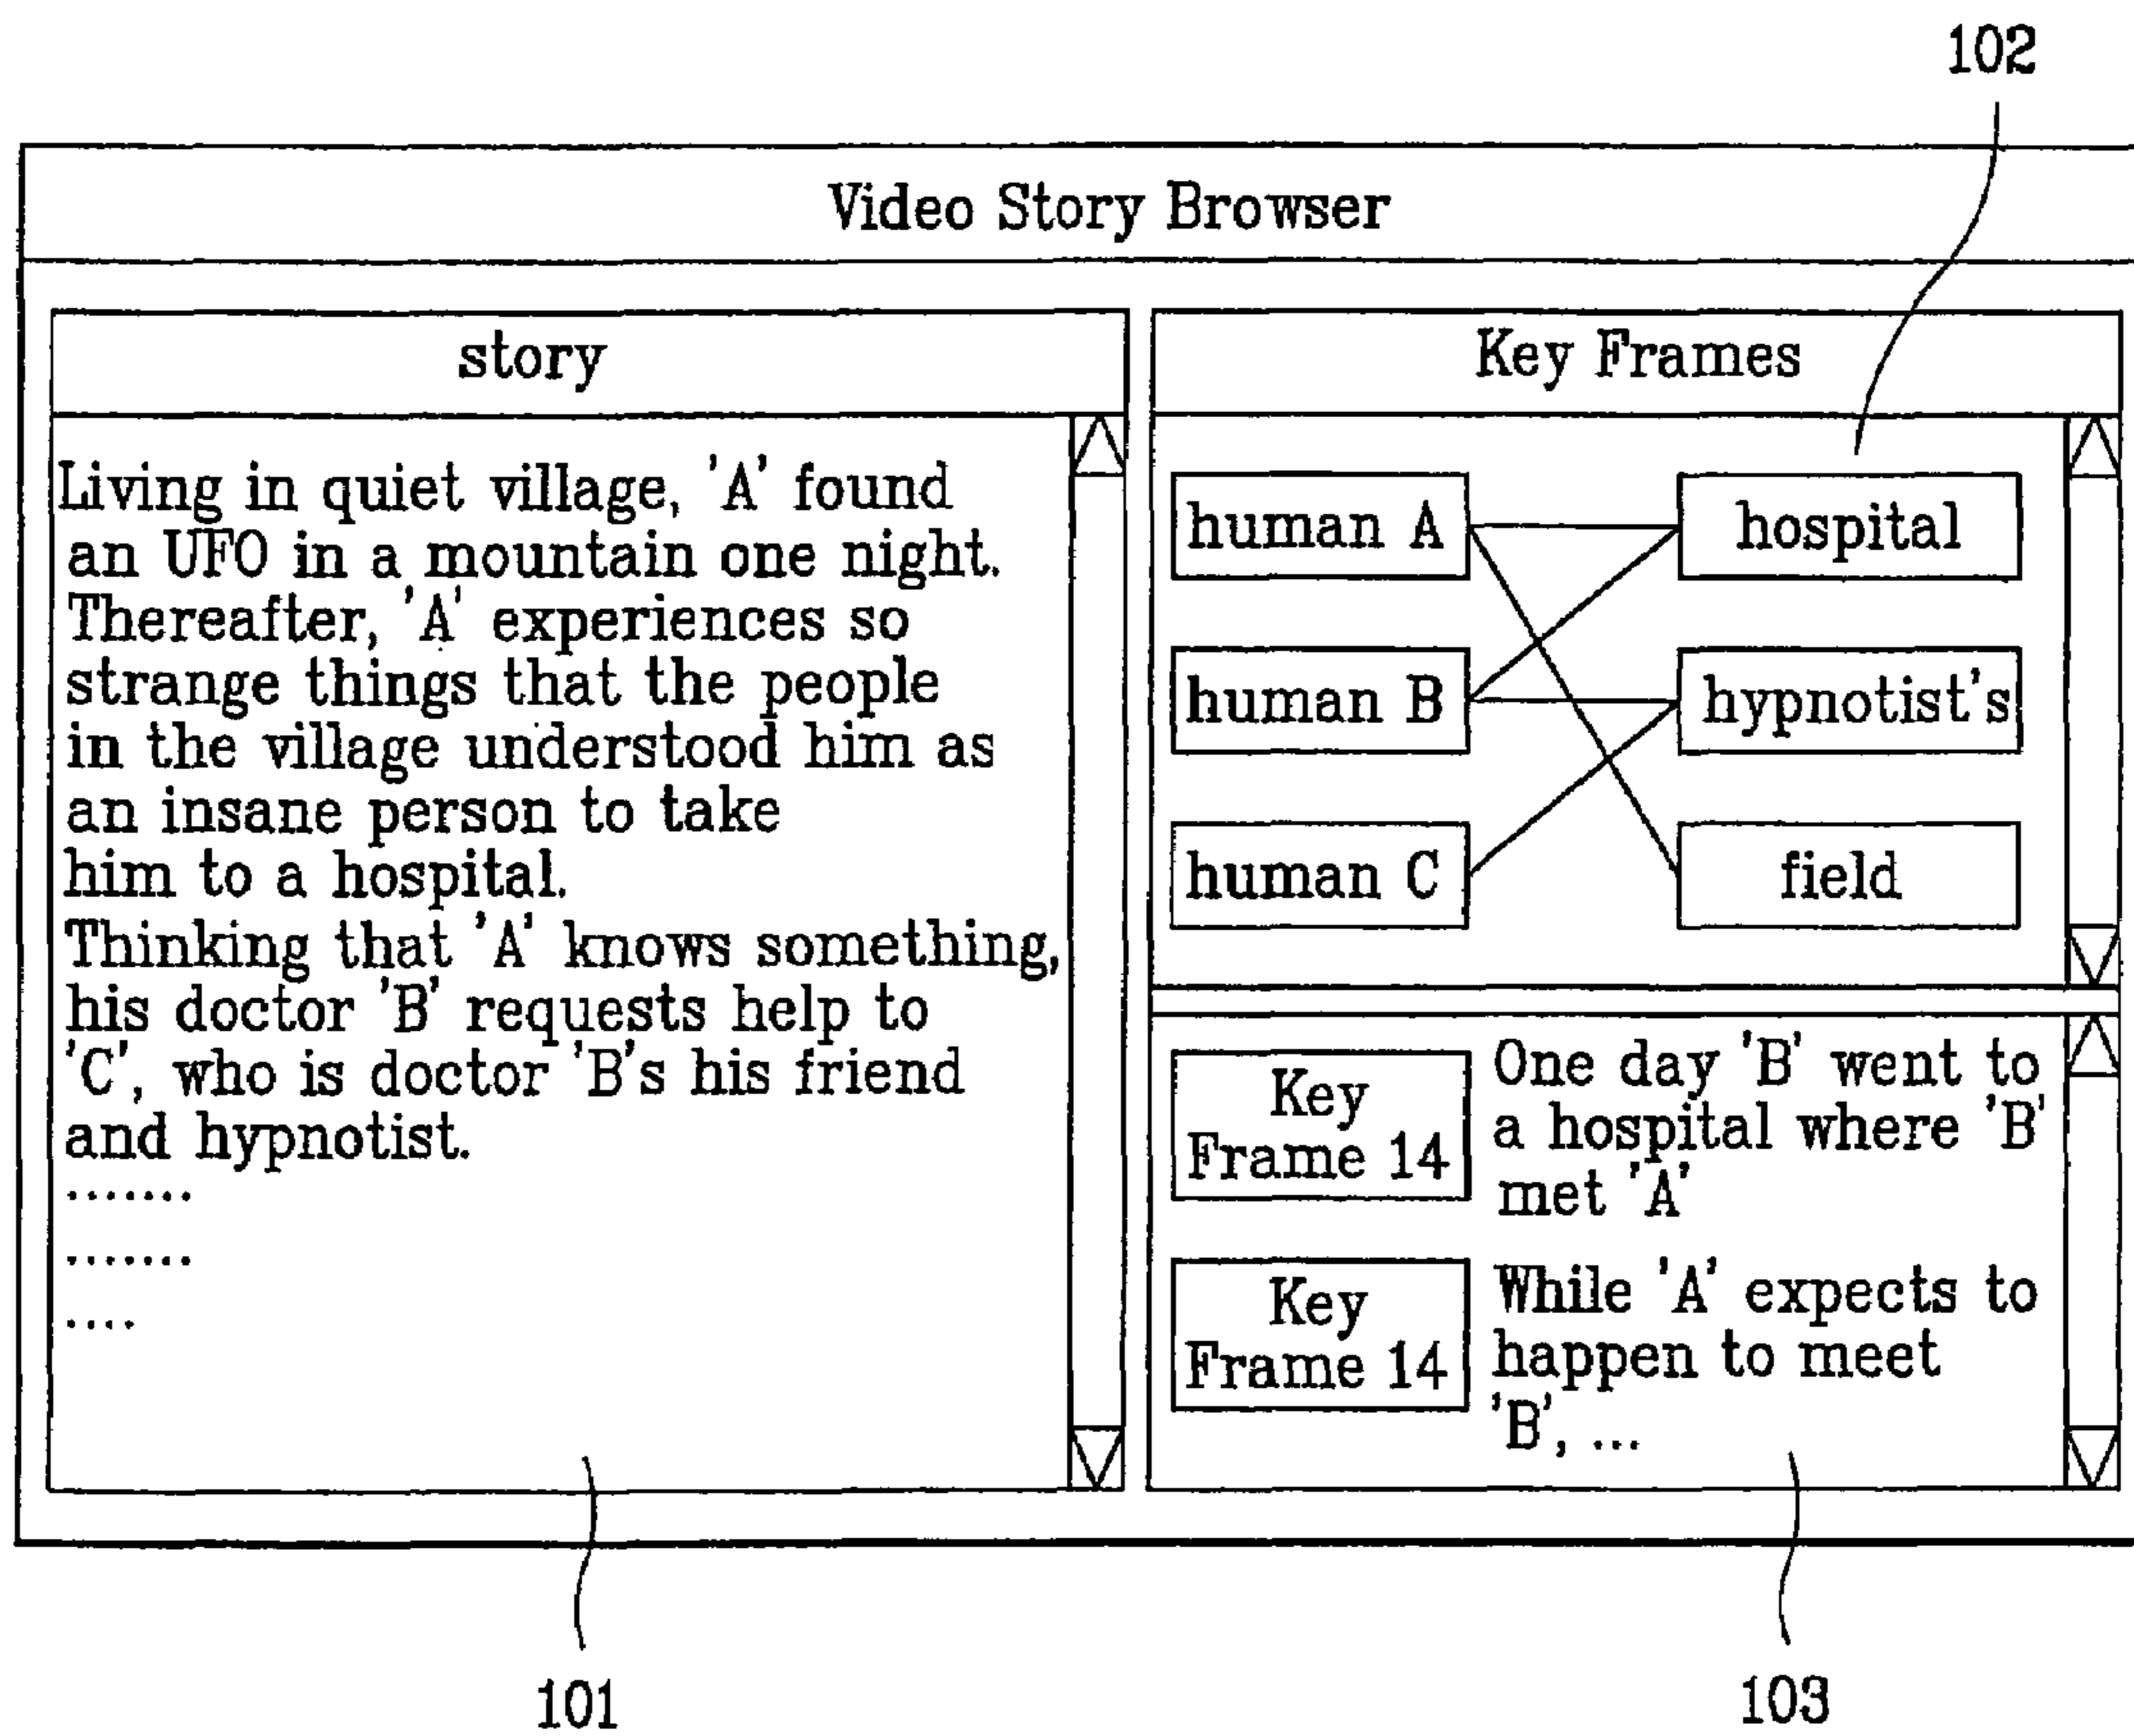 102
Video Story Browser
story
Living in quiet village, 'A' found
an UFO in a mountain one night.
Thereafter, 'A' experiences so
strange things that the people
in the village understood him as
an insane person to take
him to a hospital.
Thinking that 'A' knows something,
his doctor 'B' requests help to
'C', who is doctor 'B's his friend
and hypnotist.
.......
.......
....
Key Frames
human A
hospital
human B
hypnotist's
human C
field
Key
Frame 14
One day 'B' went to
a hospital where 'B'
met 'A'
Key
Frame 14
While 'A' expects to
happen to meet
'B', ...
101
103